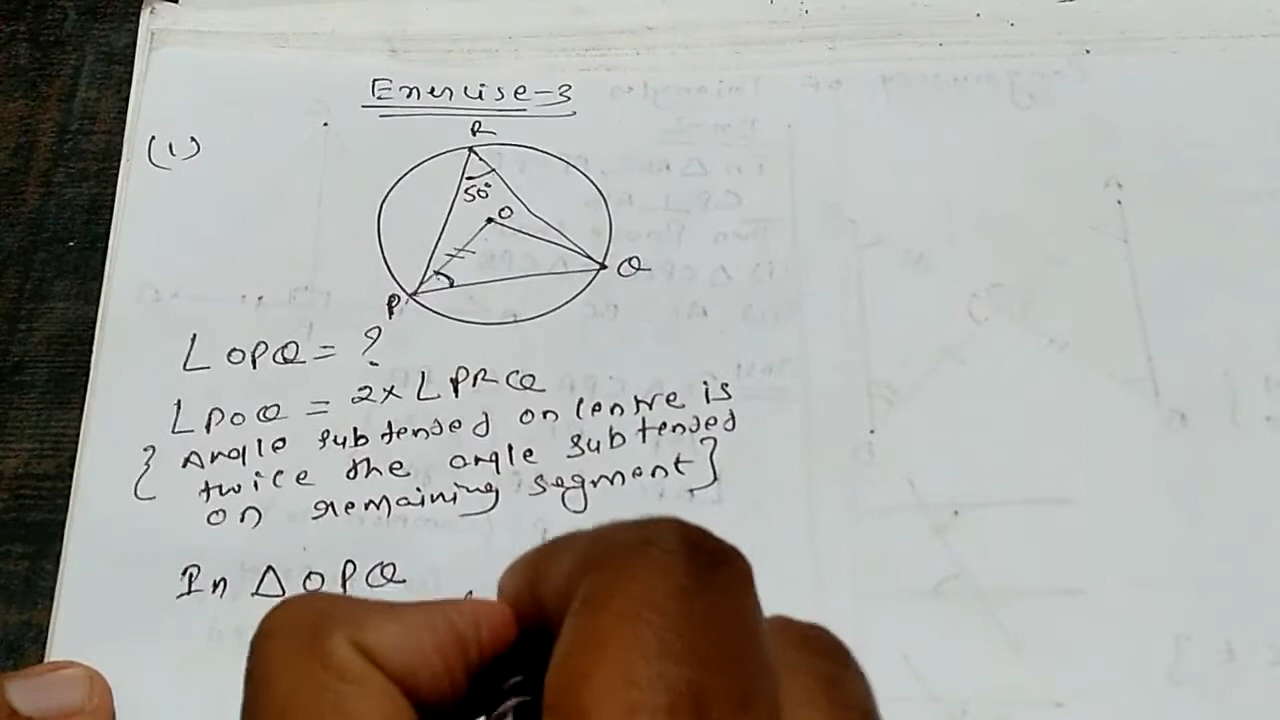 Exercise-3
(1)
R
50°
O
Q
P
∠OPQ = ?
∠POQ = 2x∠PRQ
{ Angle subtended on centre is
twice the angle subtended
on remaining segment }
In △OPQ